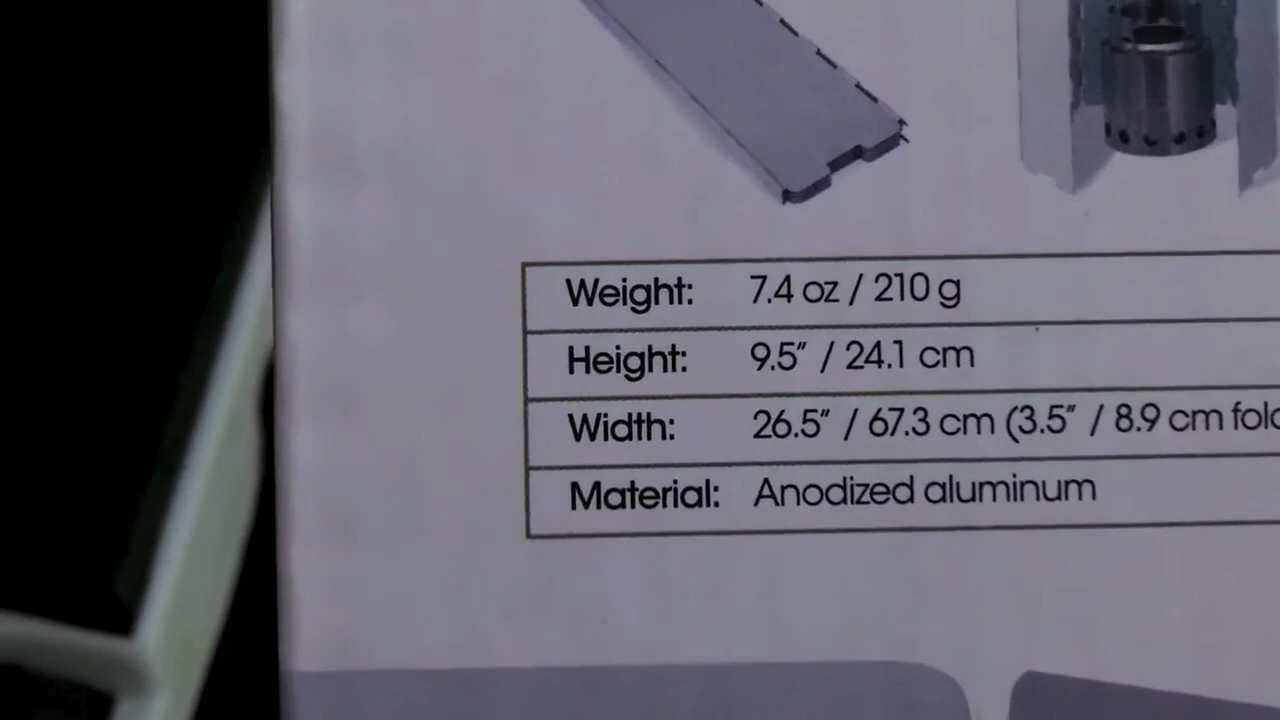 Weight: 7.4 oz / 210 g
Height: 9.5″ / 24.1 cm
Width: 26.5″ / 67.3 cm (3.5″ / 8.9 cm
Material: Anodized aluminum